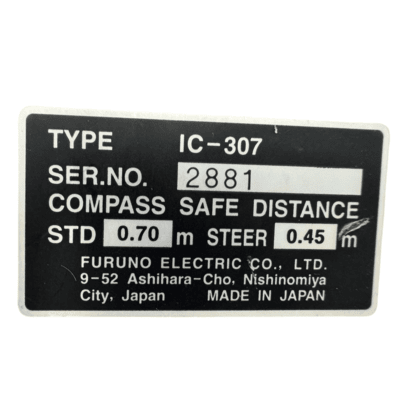 TYPE IC-307
SER.NO. 2881
COMPASS SAFE DISTANCE
STD 0.70 m STEER 0.45 m
FURUNO ELECTRIC CO., LTD.
9-52 Ashihara-Cho, Nishinomiya
City, Japan MADE IN JAPAN